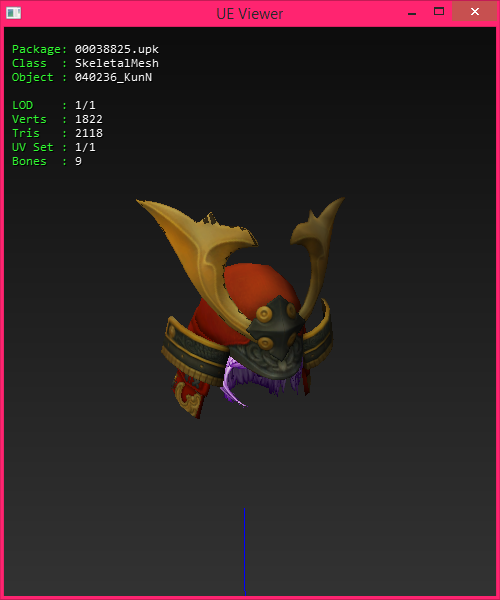 UE Viewer
Package: 00038825.upk
Class : SkeletalMesh
Object : 040236_KunN
LOD : 1/1
Verts : 1822
Tris : 2118
UV Set : 1/1
Bones : 9